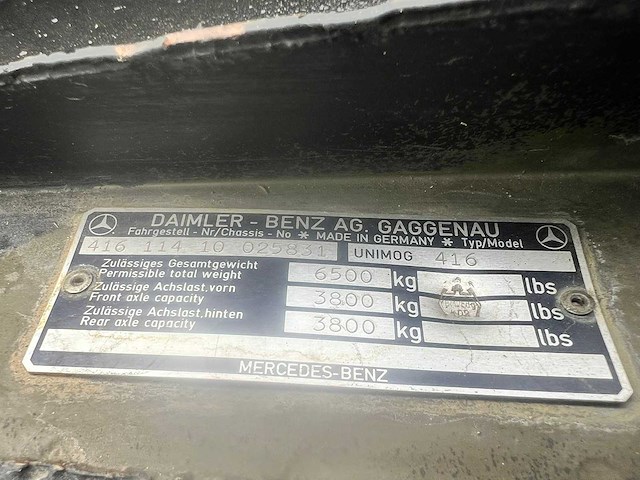 DAIMLER - BENZ AG. GAGGENAU
Fahrgestell - Nr/Chassis - No * MADE IN GERMANY * Typ/Model
416 114 10 025831 UNIMOG 416
Zulässiges Gesamtgewicht
Permissible total weight 6500 kg lbs
Zulässige Achslast.vorn
Front axle capacity 3800 kg lbs
Zulässige Achslast.hinten
Rear axle capacity 3800 kg lbs
MERCEDES-BENZ